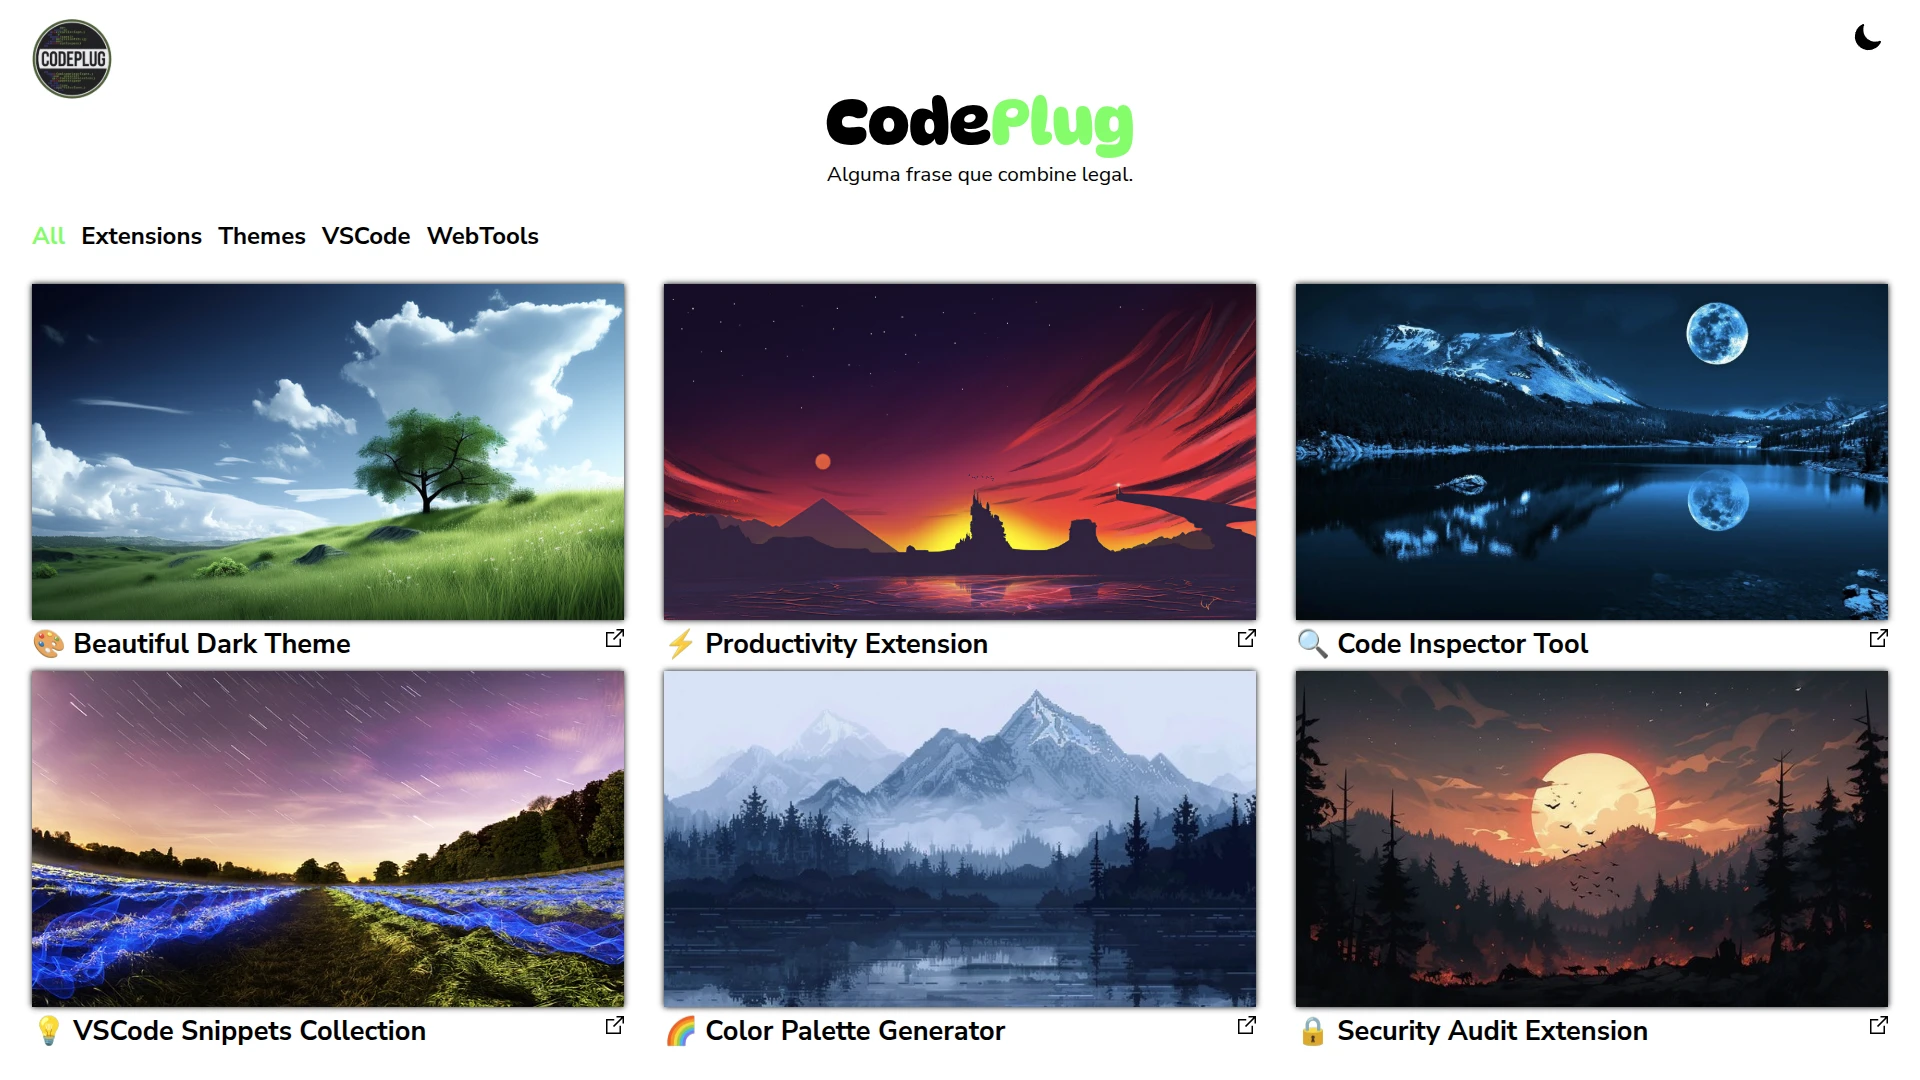 CODEPLUG
CodePlug
Alguma frase que combine legal.
All Extensions Themes VSCode WebTools
🎨 Beautiful Dark Theme
⚡ Productivity Extension
🔍 Code Inspector Tool
💡 VSCode Snippets Collection
🌈 Color Palette Generator
🔒 Security Audit Extension